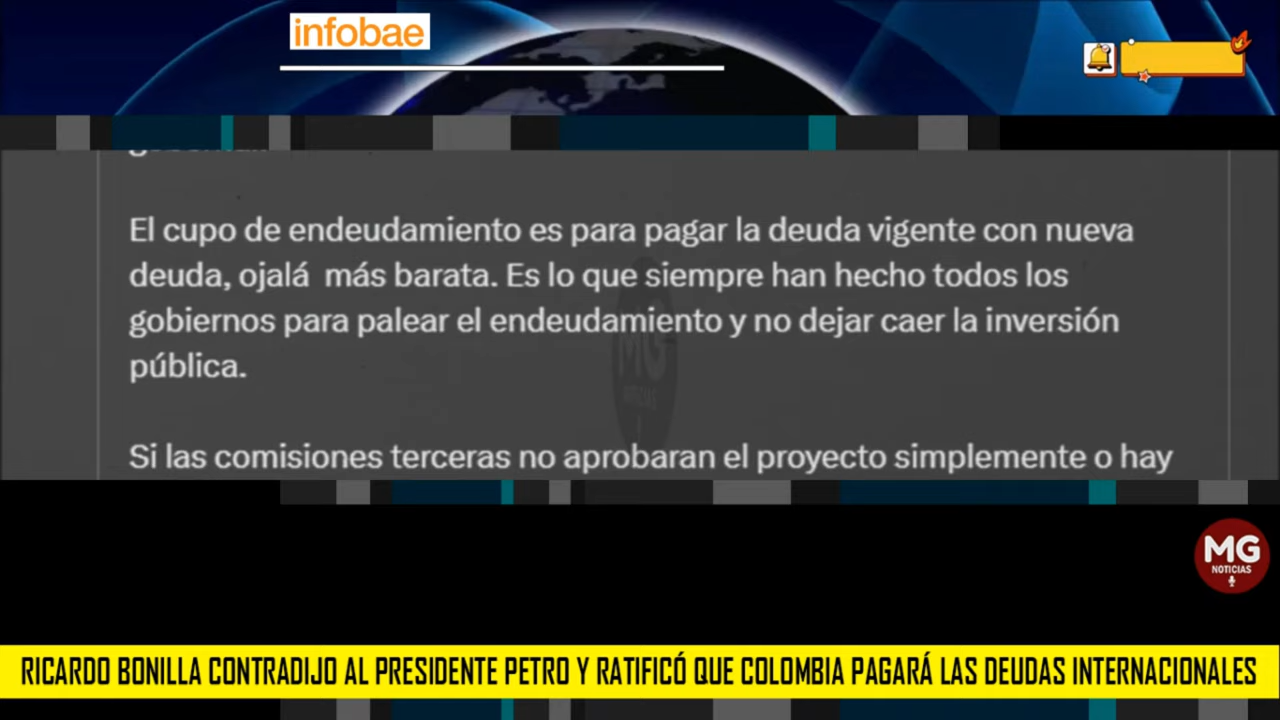 infobae
El cupo de endeudamiento es para pagar la deuda vigente con nueva
deuda, ojalá  más barata. Es lo que siempre han hecho todos los
gobiernos para palear el endeudamiento y no dejar caer la inversión
pública.
Si las comisiones terceras no aprobaran el proyecto simplemente o hay
MG
NOTICIAS
MG
NOTICIAS
RICARDO BONILLA CONTRADIJO AL PRESIDENTE PETRO Y RATIFICÓ QUE COLOMBIA PAGARÁ LAS DEUDAS INTERNACIONALES